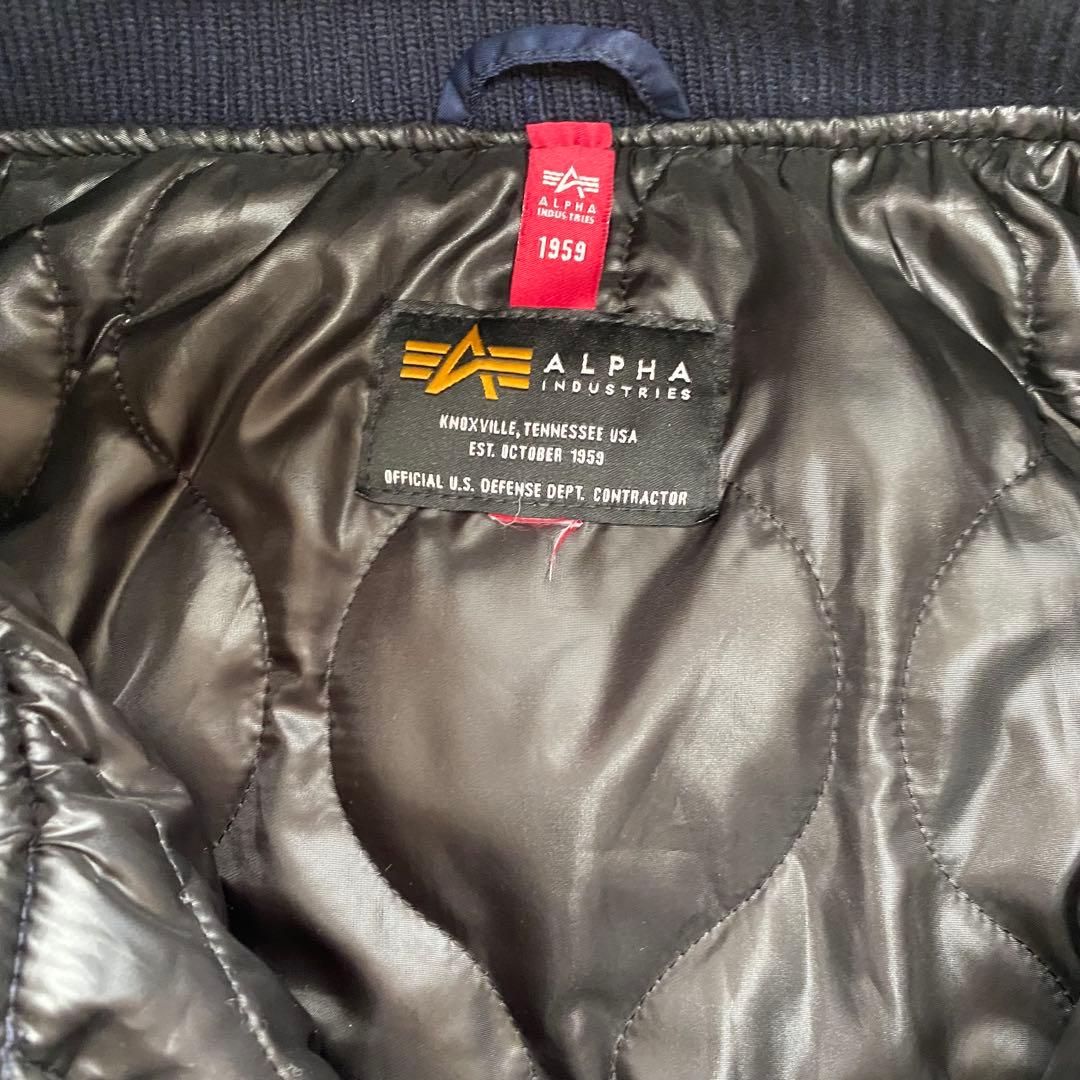 ALPHA
INDUSTRIES
1959
ALPHA
INDUSTRIES
KNOXVILLE, TENNESSEE USA
EST. OCTOBER 1959
OFFICIAL U.S. DEFENSE DEPT. CONTRACTOR